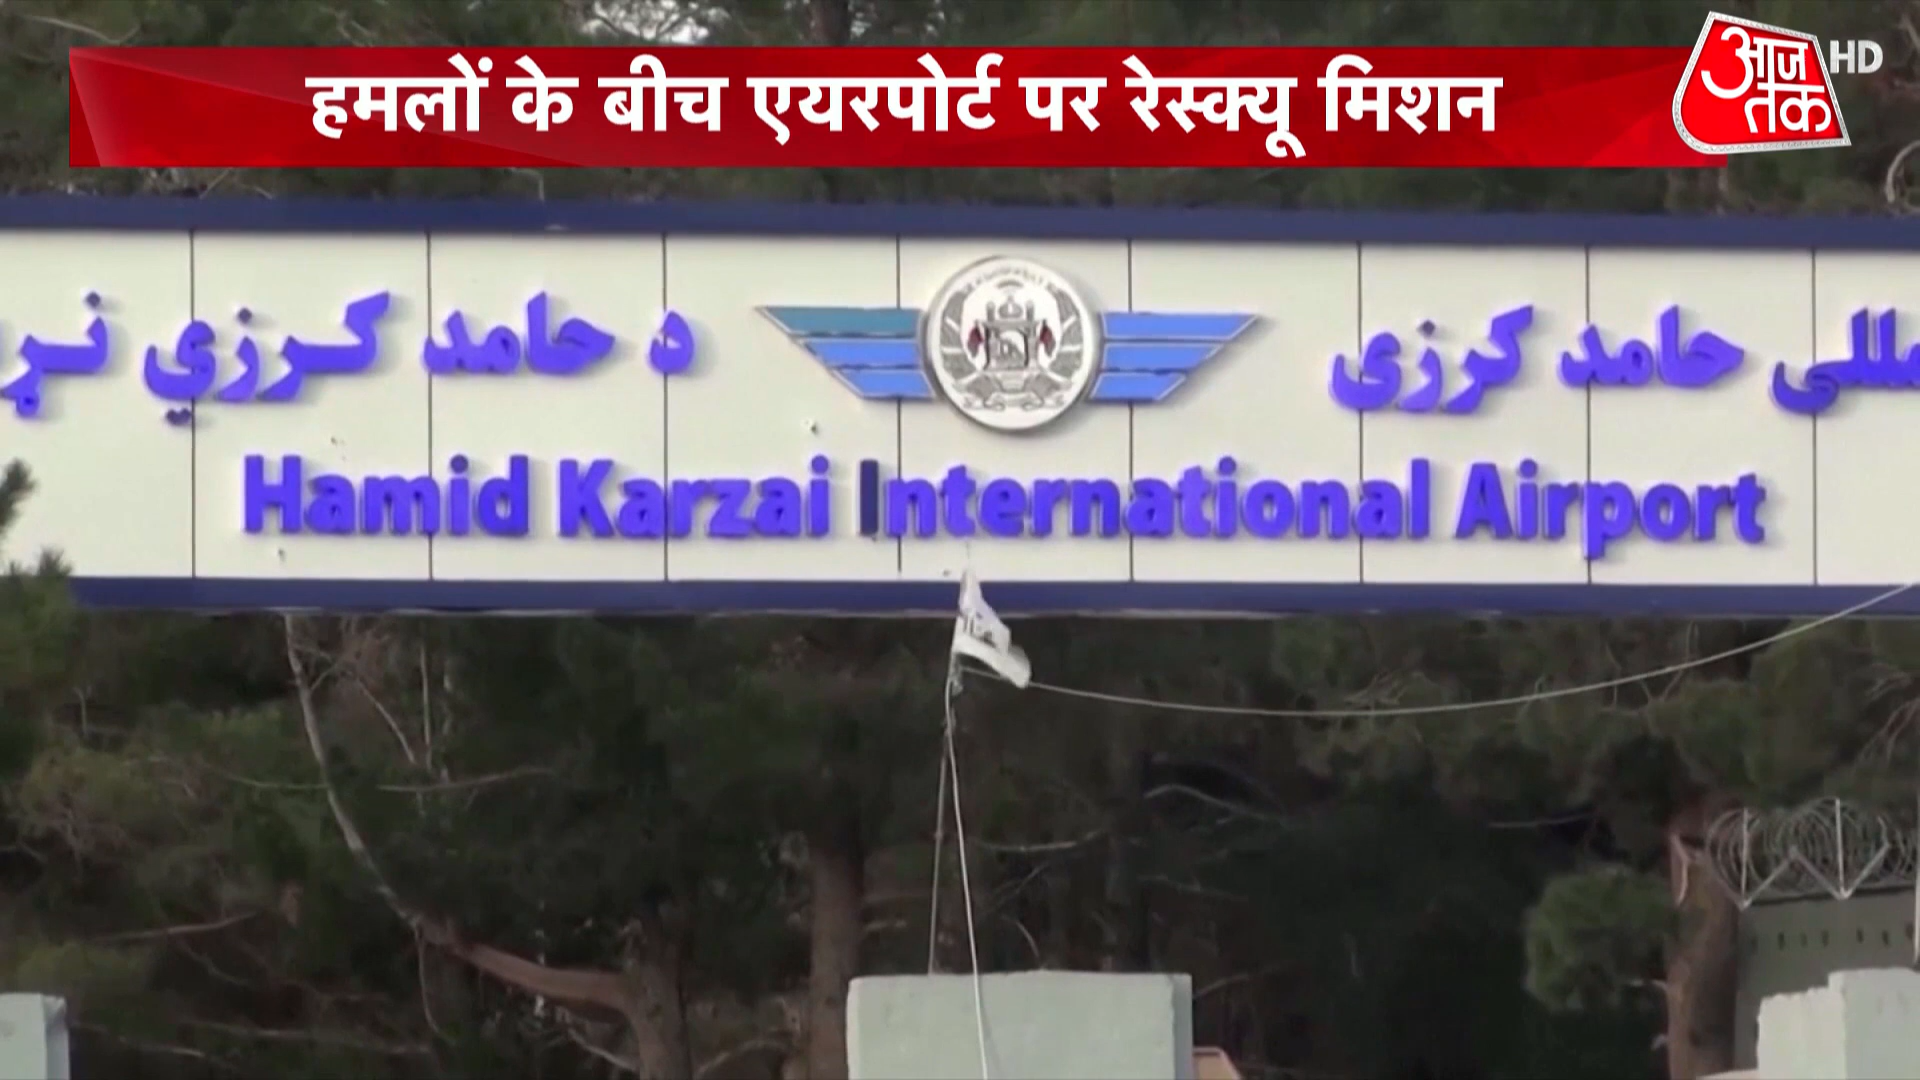 हमलों के बीच एयरपोर्ट पर रेस्क्यू मिशन
आज
तक
HD
حامد کرزی
د حامد کرزي
Hamid Karzai International Airport